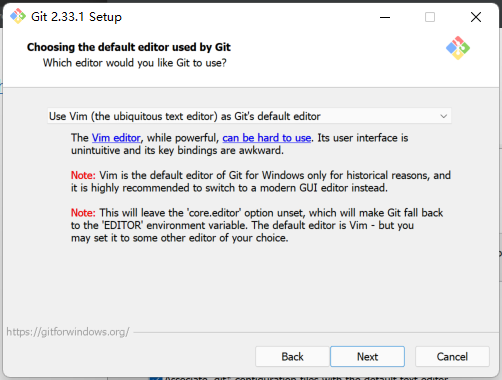 Git 2.33.1 Setup
Choosing the default editor used by Git
Which editor would you like Git to use?
Use Vim (the ubiquitous text editor) as Git's default editor
The Vim editor, while powerful, can be hard to use. Its user interface is
unintuitive and its key bindings are awkward.
Note: Vim is the default editor of Git for Windows only for historical reasons, and
it is highly recommended to switch to a modern GUI editor instead.
Note: This will leave the 'core.editor' option unset, which will make Git fall back
to the 'EDITOR' environment variable. The default editor is Vim - but you
may set it to some other editor of your choice.
https://gitforwindows.org/
Back Next Cancel